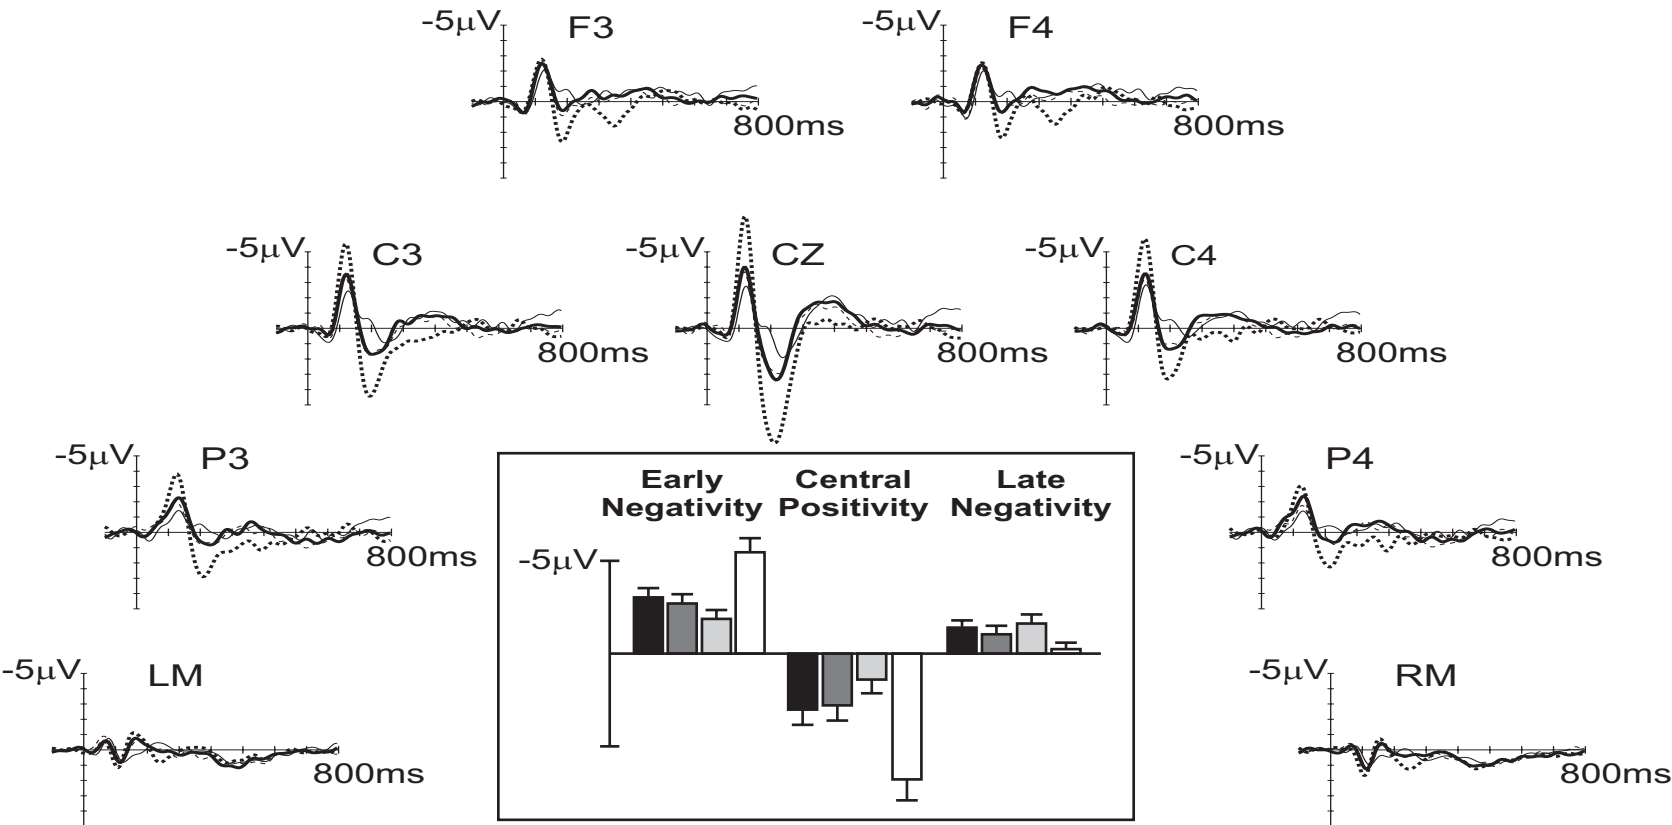 -5μV F3
800ms
-5μV F4
800ms
-5μV C3
800ms
-5μV CZ
800ms
-5μV C4
800ms
-5μV P3
800ms
-5μV P4
800ms
Early
Negativity
Central
Positivity
Late
Negativity
-5μV
-5μV LM
800ms
-5μV RM
800ms